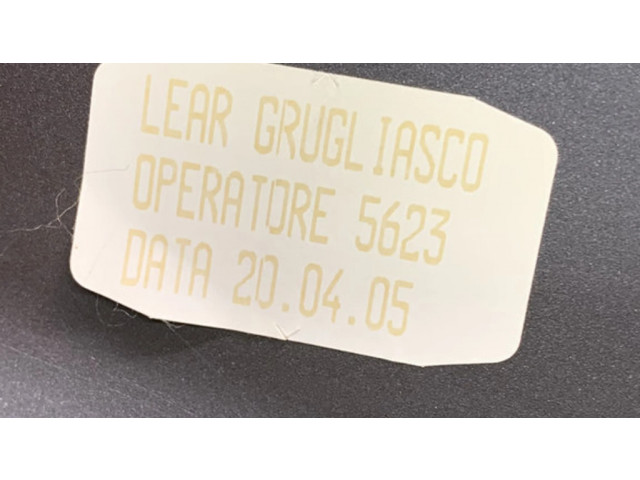 LEAR GRUGLIASCO
OPERATORE 5623
DATA 20.04.05